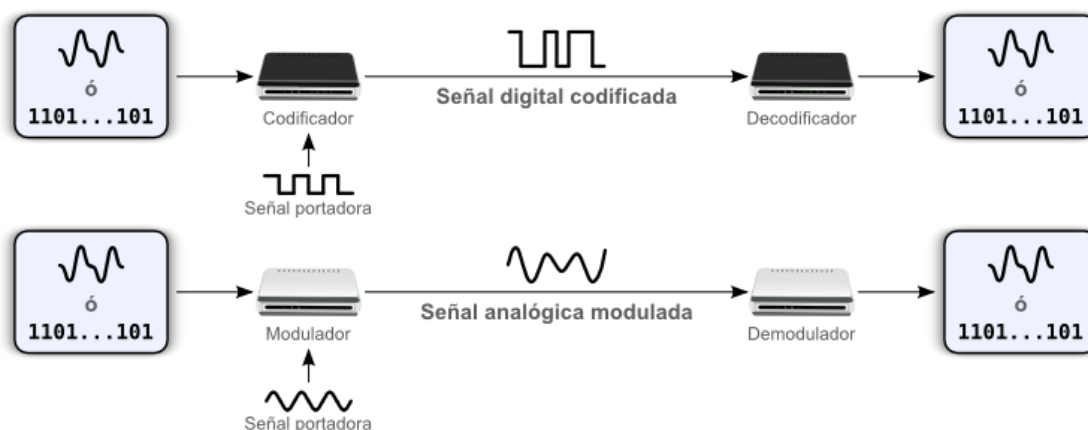 ó
1101...101
Codificador
Señal portadora
Señal digital codificada
Decodificador
ó
1101...101
ó
1101...101
Modulador
Señal portadora
Señal analógica modulada
Demodulador
ó
1101...101